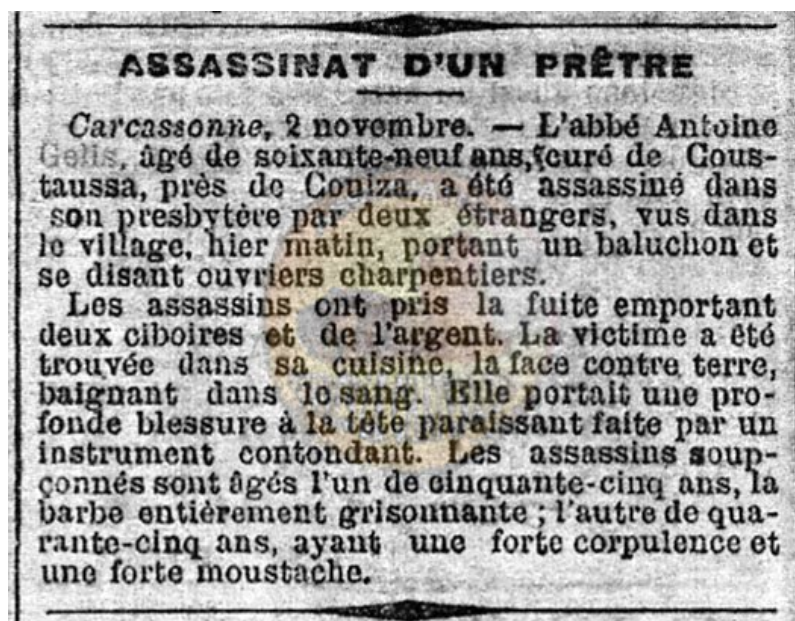 ASSASSINAT D'UN PRÊTRE
Carcassonne, 2 novembre. — L'abbé Antoine
Gelis, âgé de soixante-neuf ans, curé de Cous-
taussa, près de Couiza, a été assassiné dans
son presbytère par deux étrangers, vus dans
le village, hier matin, portant un baluchon et
se disant ouvriers charpentiers.
Les assassins ont pris la fuite emportant
deux ciboires et de l'argent. La victime a été
trouvée dans sa cuisine, la face contre terre,
baignant dans le sang. Elle portait une pro-
fonde blessure à la tête paraissant faite par un
instrument contondant. Les assassins soup-
çonnés sont âgés l'un de cinquante-cinq ans, la
barbe entièrement grisonnante ; l'autre de qua-
rante-cinq ans, ayant une forte corpulence et
une forte moustache.